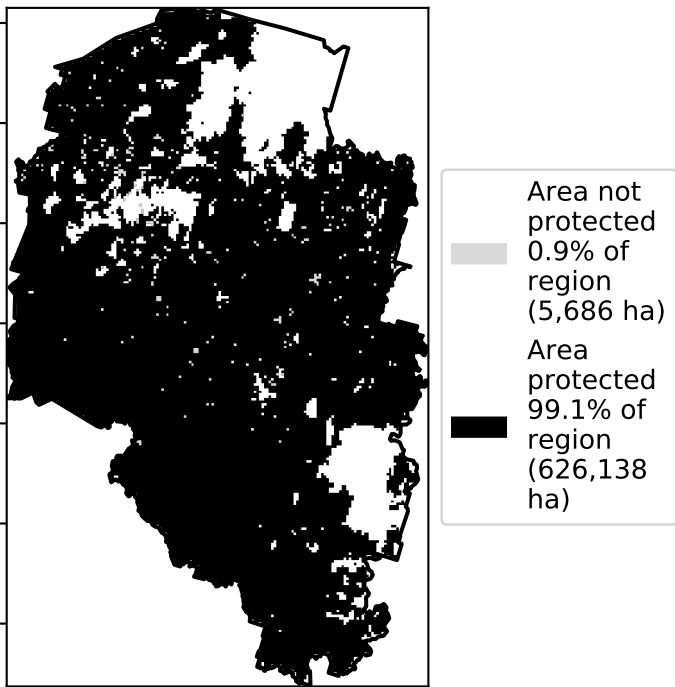 Area not
protected
0.9% of
region
(5,686 ha)
Area
protected
99.1% of
region
(626,138
ha)